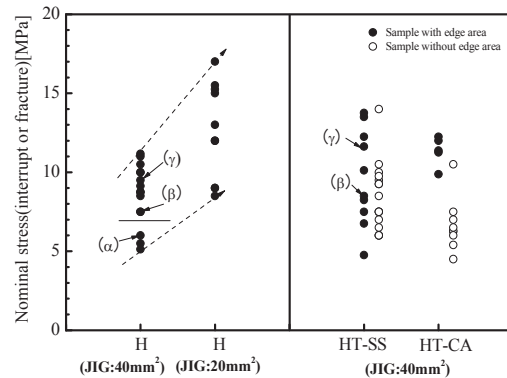 Nominal stress(interrupt or fracture)[MPa]
20
15
10
5
0
● Sample with edge area
○ Sample without edge area
(γ)
(β)
(α)
(γ)
(β)
H
H
HT-SS
HT-CA
(JIG:40mm²)
(JIG:20mm²)
(JIG:40mm²)